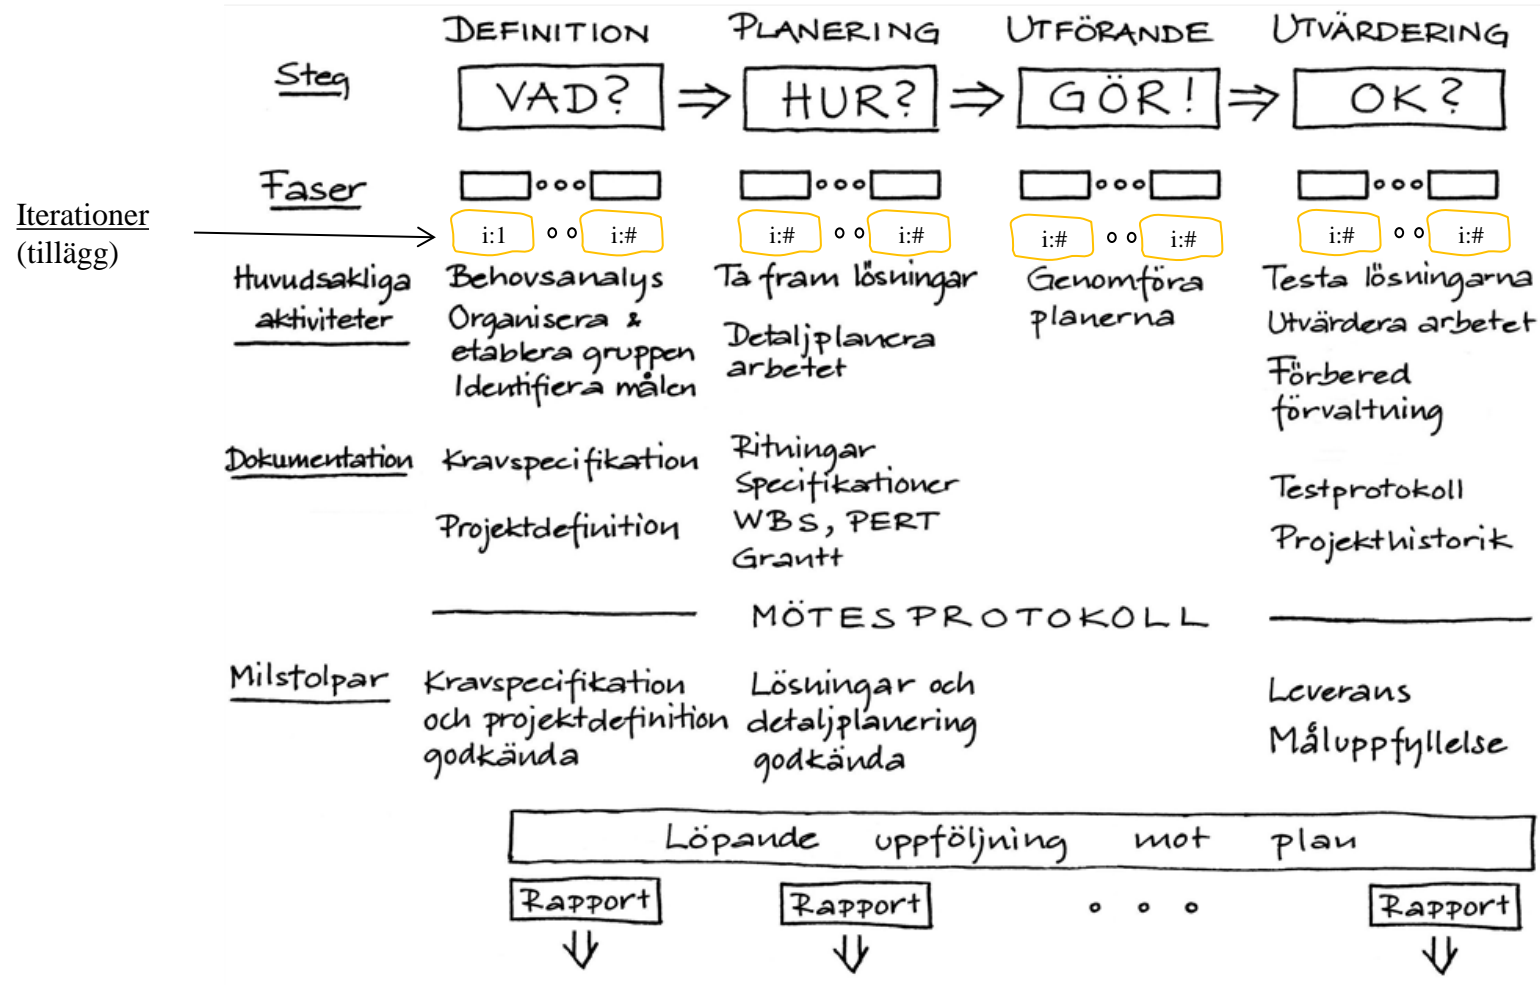 DEFINITION PLANERING UTFÖRANDE UTVÄRDERING
Steg VAD? ⇒ HUR? ⇒ GÖR! ⇒ OK?
Faser
Iterationer
(tillägg)
i:1 i:# i:# i:# i:# i:# i:# i:#
Huvudsakliga
aktiviteter
Behovsanalys
Organisera &
etablera gruppen
Identifiera målen
Ta fram lösningar
Detaljplanera
arbetet
Genomföra
planerna
Testa lösningarna
Utvärdera arbetet
Förbered
förvaltning
Dokumentation
Kravspecifikation
Projektdefinition
Ritningar
Specifikationer
WBS, PERT
Grantt
Testprotokoll
Projekthistorik
MÖTESPROTOKOLL
Milstolpar
Kravspecifikation
och projektdefinition
godkända
Lösningar och
detaljplanering
godkända
Leverans
Måluppfyllelse
Löpande uppföljning mot plan
Rapport Rapport Rapport